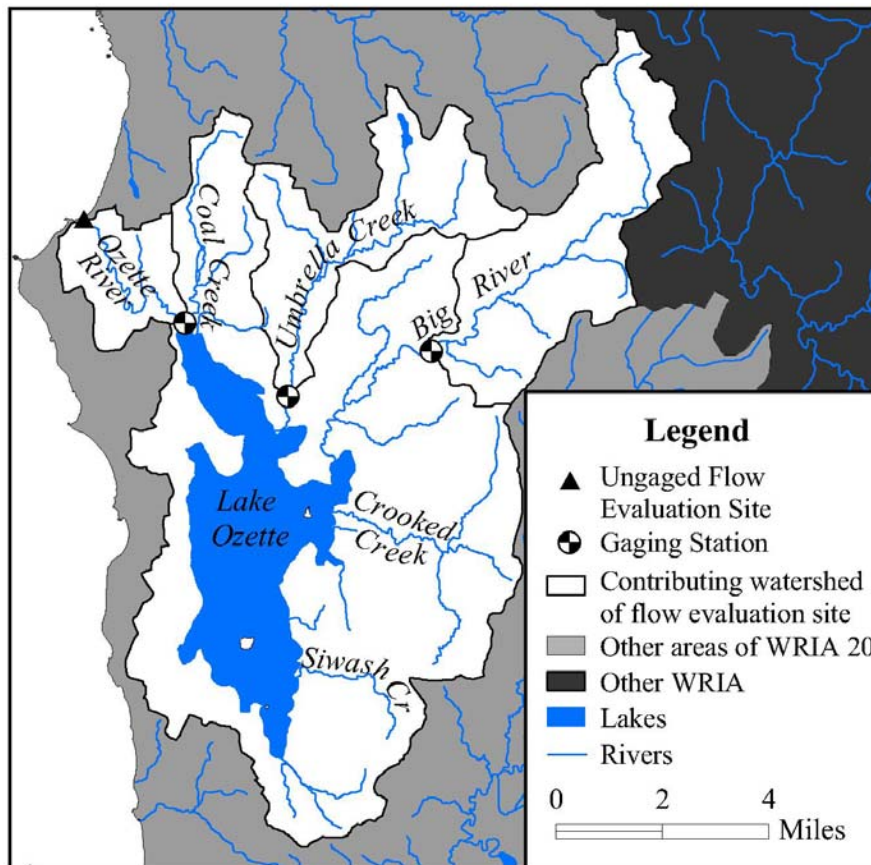 Ozette
River
Coal Creek
Umbrella Creek
Big River
Lake
Ozette
Crooked
Creek
Siwash Cr
Legend
Ungaged Flow
Evaluation Site
Gaging Station
Contributing watershed
of flow evaluation site
Other areas of WRIA 20
Other WRIA
Lakes
Rivers
0 2 4
Miles